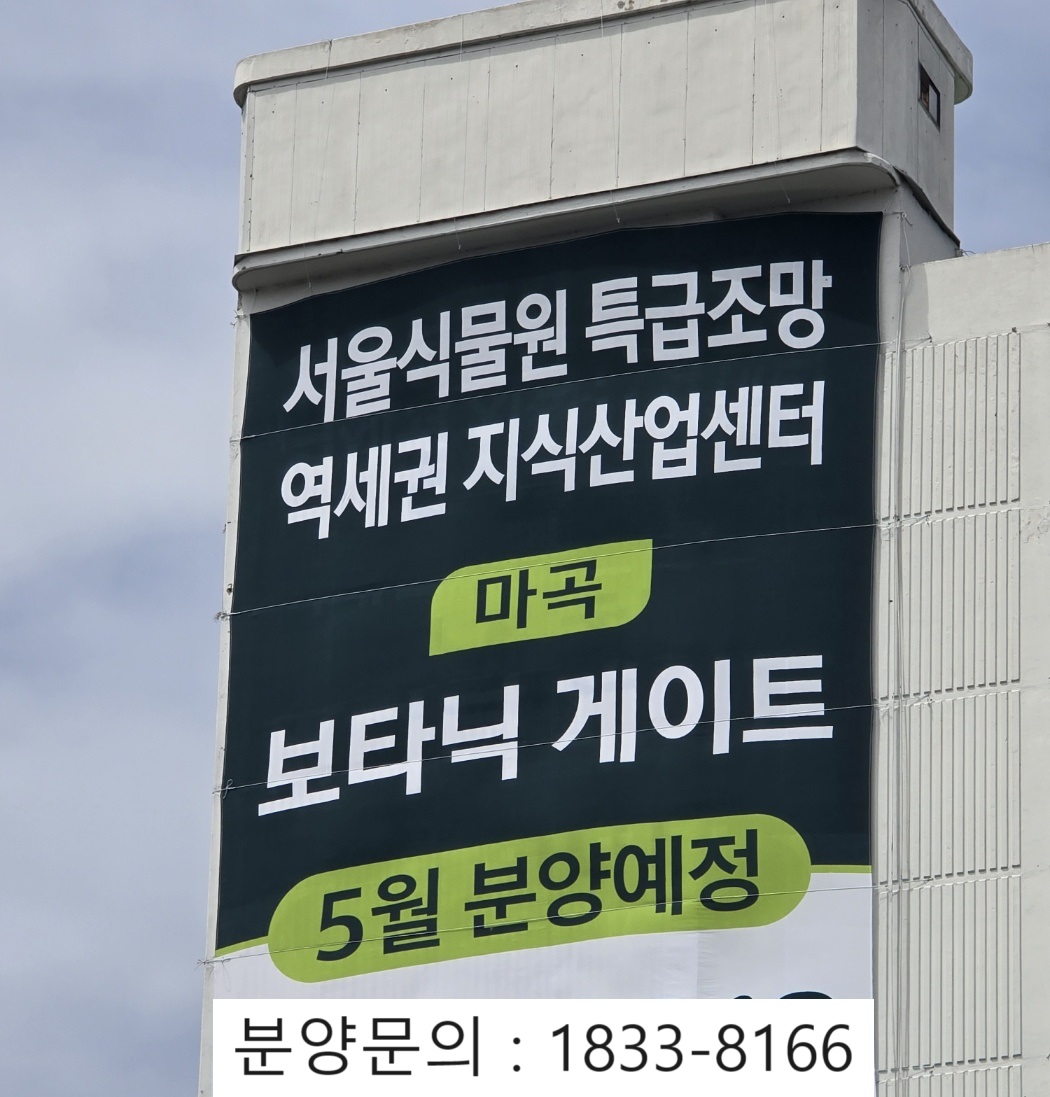 서울식물원 특급조망
역세권 지식산업센터
마곡
보타닉 게이트
5월 분양예정
분양문의 : 1833-8166